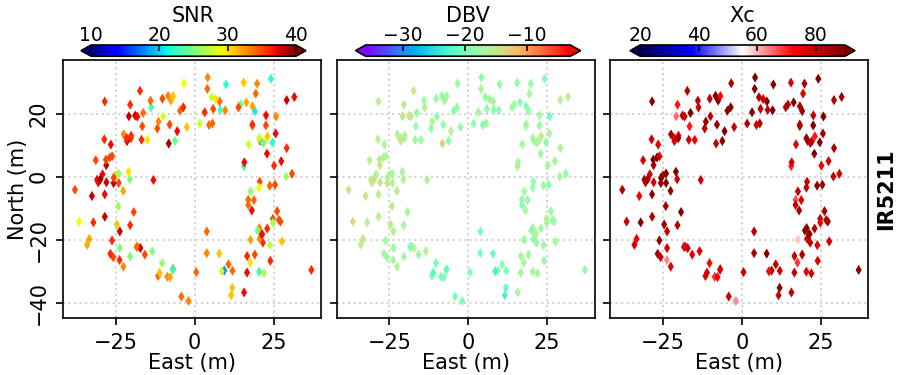 SNR DBV Xc
10 20 30 40 −30 −20 −10 20 40 60 80
20
0
−20
−40
North (m)
IR5211
−25 0 25 −25 0 25 −25 0 25
East (m) East (m) East (m)